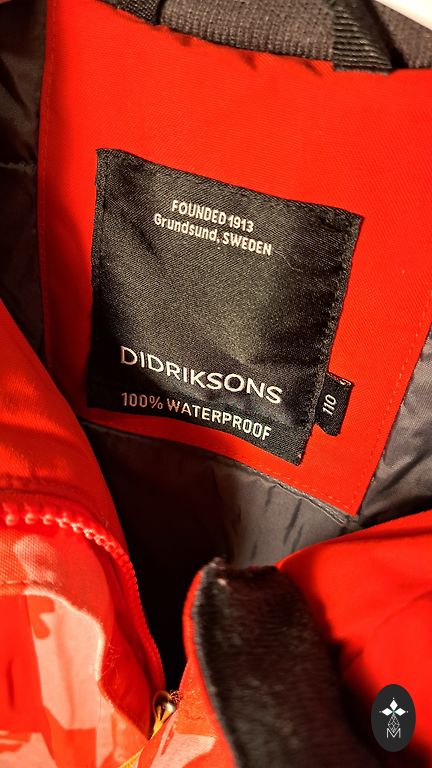 FOUNDED 1913
Grundsund, SWEDEN
DIDRIKSONS
100% WATERPROOF
110
M